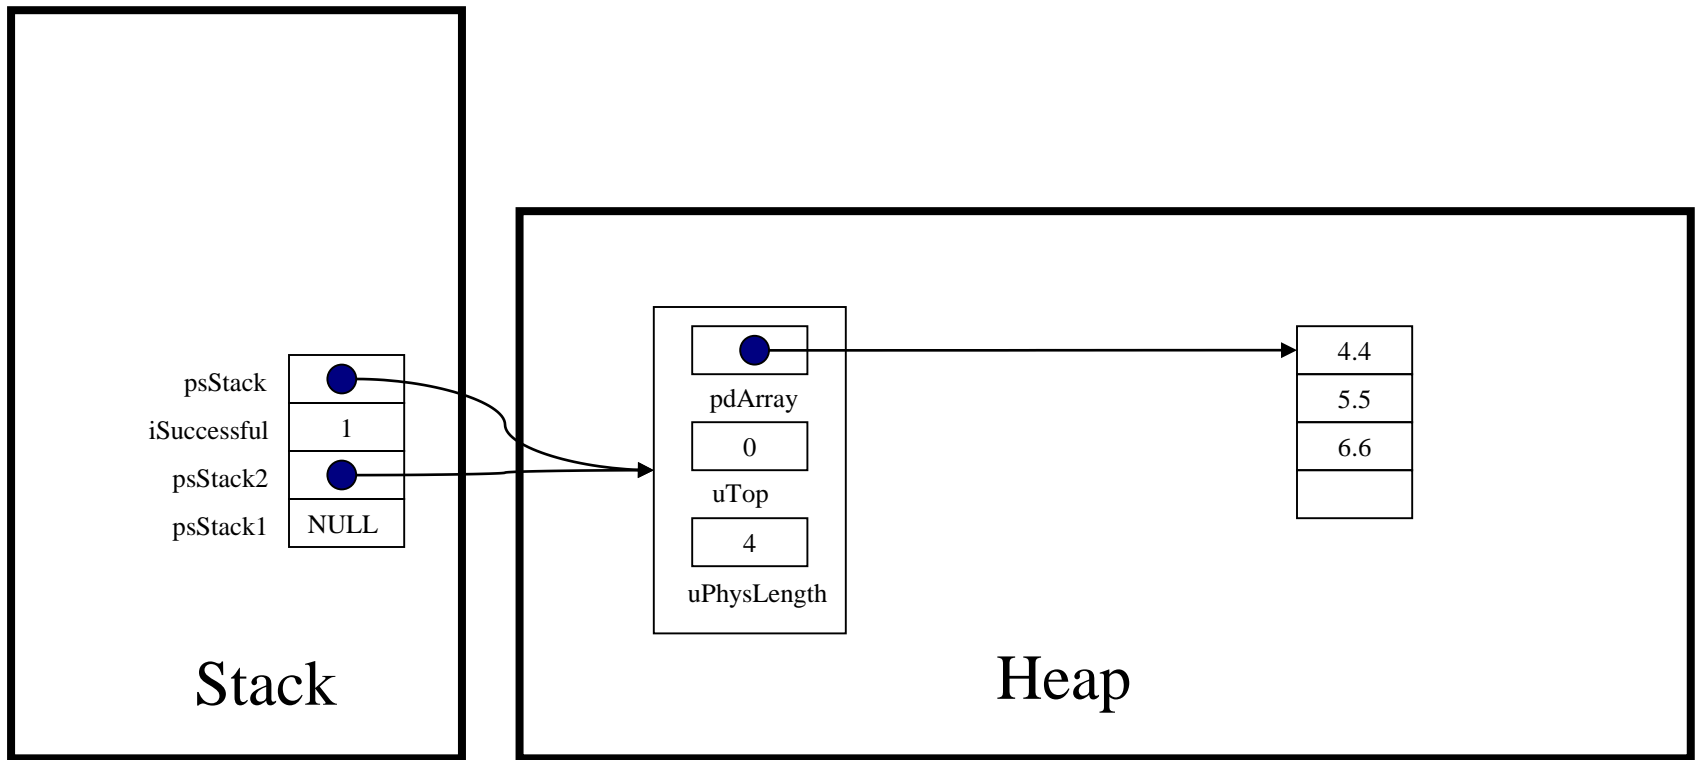 psStack
iSuccessful 1
psStack2
psStack1 NULL
Stack
pdArray
0
uTop
4
uPhysLength
4.4
5.5
6.6
Heap